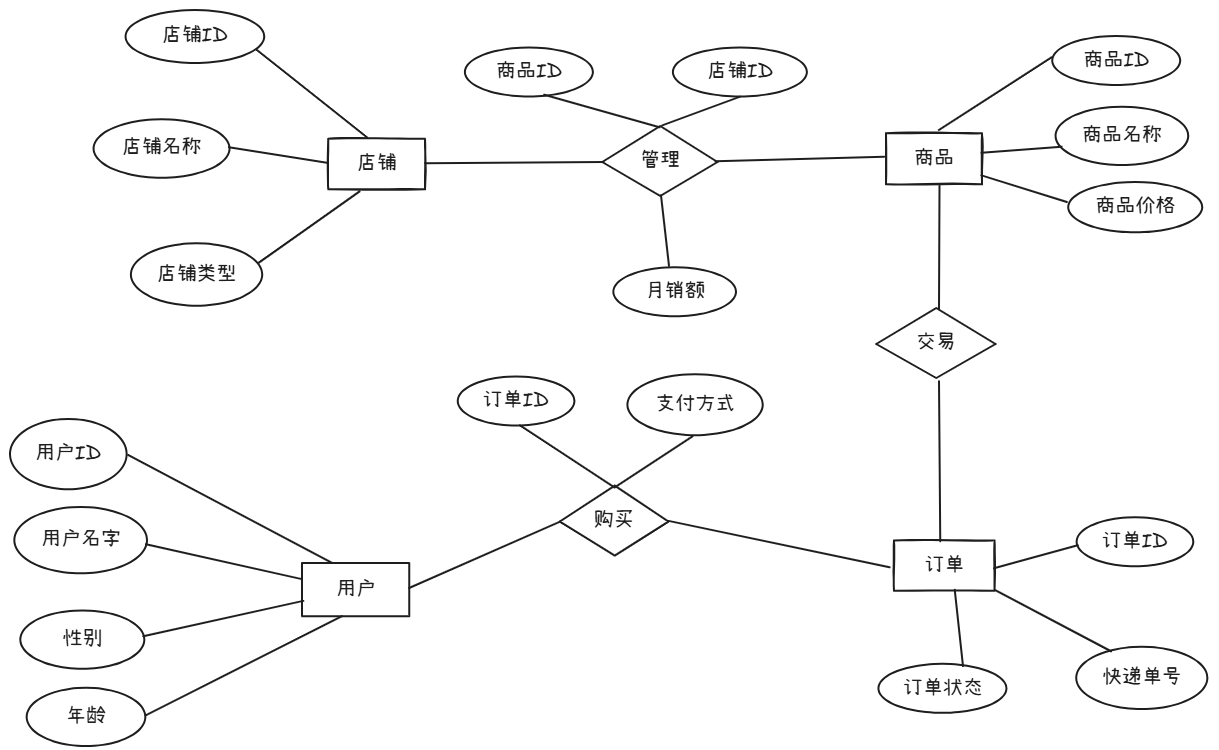 店铺ID
商品ID
店铺ID
商品ID
店铺名称
店铺
管理
商品
商品名称
商品价格
店铺类型
月销额
交易
订单ID
支付方式
用户ID
购买
用户名字
用户
订单
订单ID
性别
订单状态
快递单号
年龄